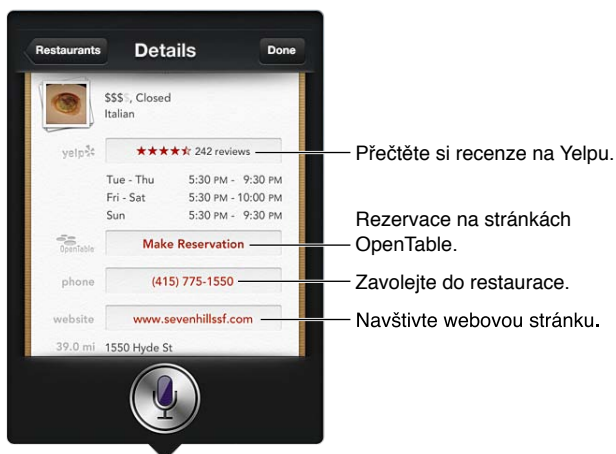 Restaurants Details Done
$$$$, Closed
Italian
yelp ★★★★⯨ 242 reviews
Přečtěte si recenze na Yelpu.
Tue - Thu 5:30 PM - 9:30 PM
Fri - Sat 5:30 PM - 10:00 PM
Sun 5:30 PM - 9:30 PM
OpenTable Make Reservation
Rezervace na stránkách
OpenTable.
phone (415) 775-1550
Zavolejte do restaurace.
website www.sevenhillssf.com
Navštivte webovou stránku.
39.0 mi 1550 Hyde St